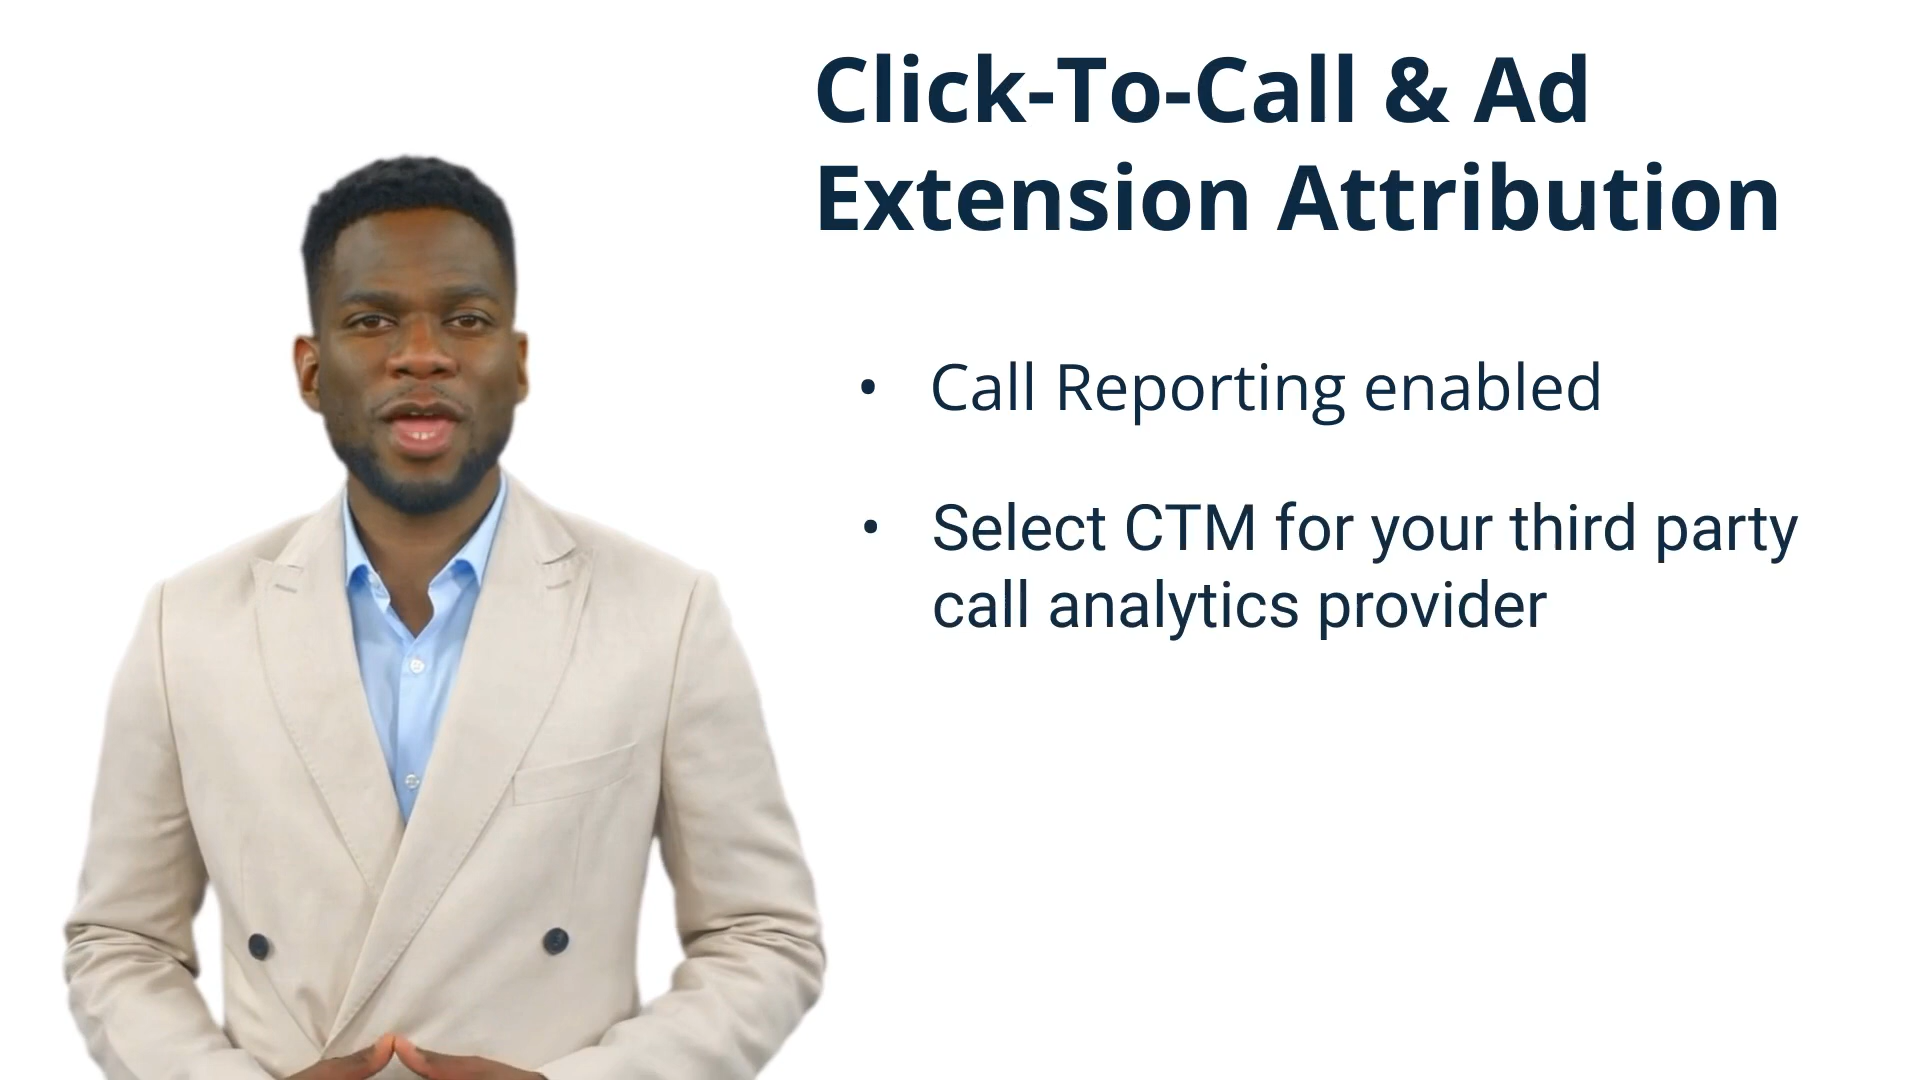 Click-To-Call & Ad
Extension Attribution
• Call Reporting enabled
• Select CTM for your third party
call analytics provider